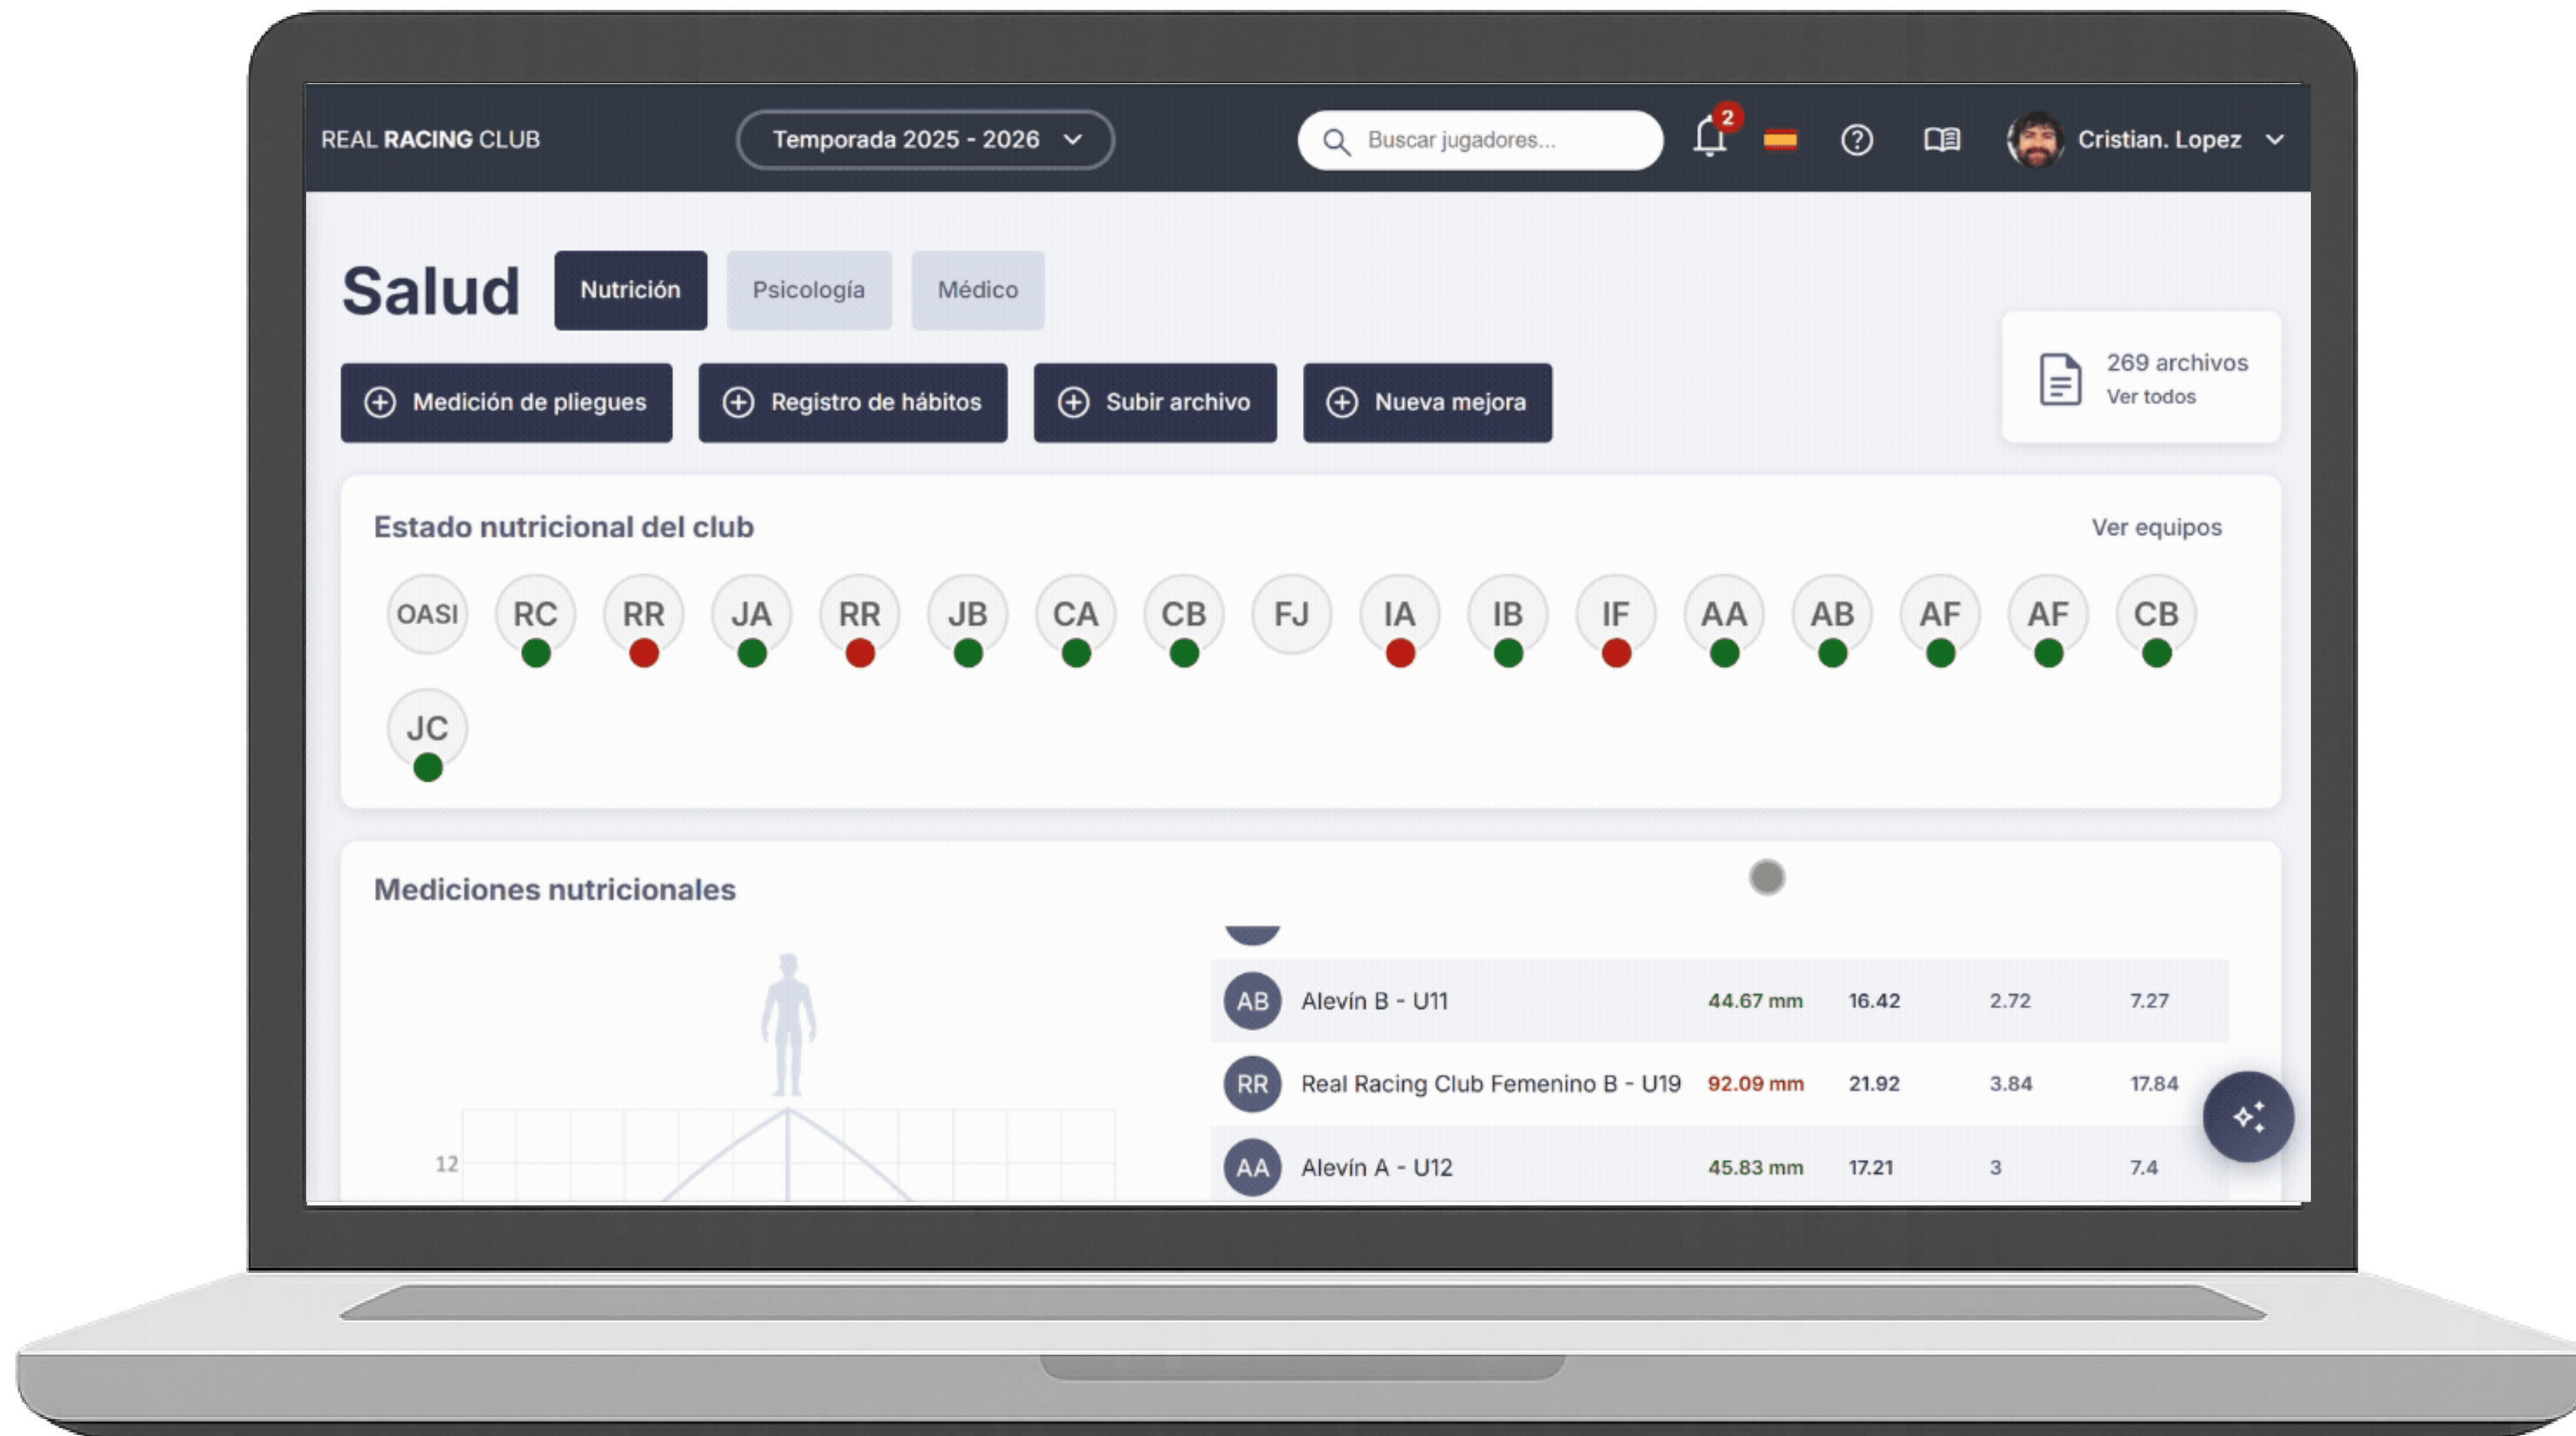 REAL RACING CLUB
Temporada 2025 - 2026
Buscar jugadores...
2
Cristian. Lopez
Salud
Nutrición
Psicología
Médico
Medición de pliegues
Registro de hábitos
Subir archivo
Nueva mejora
269 archivos
Ver todos
Estado nutricional del club
Ver equipos
OASI RC RR JA RR JB CA CB FJ IA IB IF AA AB AF AF CB
JC
Mediciones nutricionales
AB Alevín B - U11 44.67 mm 16.42 2.72 7.27
RR Real Racing Club Femenino B - U19 92.09 mm 21.92 3.84 17.84
AA Alevín A - U12 45.83 mm 17.21 3 7.4
12